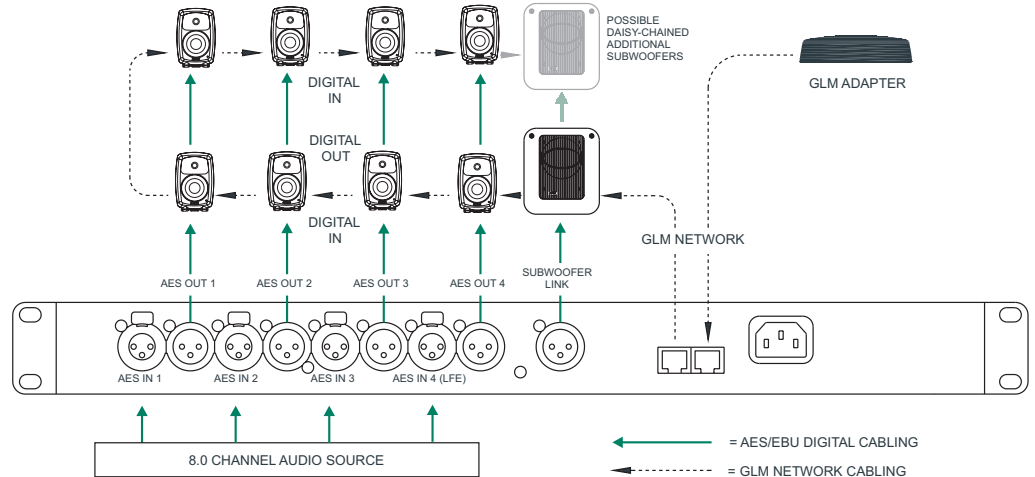 POSSIBLE
DAISY-CHAINED
ADDITIONAL
SUBWOOFERS
GLM ADAPTER
DIGITAL
IN
DIGITAL
OUT
DIGITAL
IN
GLM NETWORK
AES OUT 1
AES OUT 2
AES OUT 3
AES OUT 4
SUBWOOFER
LINK
AES IN 1
AES IN 2
AES IN 3
AES IN 4 (LFE)
8.0 CHANNEL AUDIO SOURCE
= AES/EBU DIGITAL CABLING
= GLM NETWORK CABLING